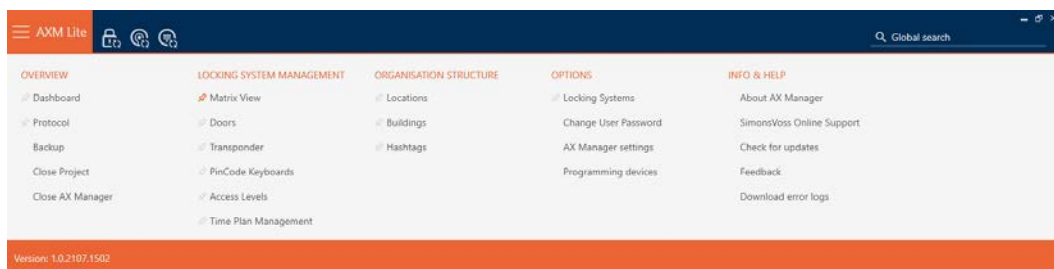 AXM Lite
Global search
OVERVIEW
Dashboard
Protocol
Backup
Close Project
Close AX Manager
LOCKING SYSTEM MANAGEMENT
Matrix View
Doors
Transponder
PinCode Keyboards
Access Levels
Time Plan Management
ORGANISATION STRUCTURE
Locations
Buildings
Hashtags
OPTIONS
Locking Systems
Change User Password
AX Manager settings
Programming devices
INFO & HELP
About AX Manager
SimonsVoss Online Support
Check for updates
Feedback
Download error logs
Version: 1.0.2107.1502